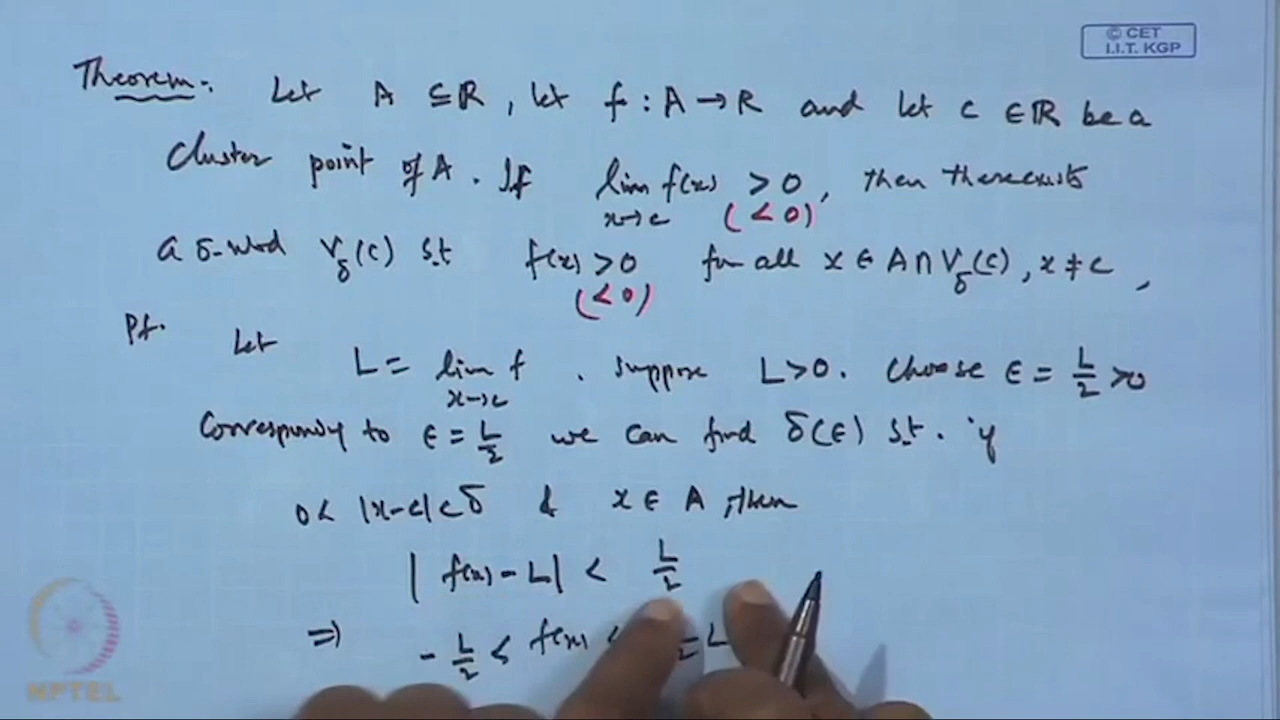 © CET
I.I.T. KGP
Theorem. Let A ⊆ ℝ, let f : A → R and let c ∈ ℝ be a
Cluster point of A. If lim f(x) > 0, then there exists
x→c (< 0)
a δ-nbd V_δ(c) s.t f(x) > 0 for all x ∈ A ∩ V_δ(c), x ≠ c,
(< 0)
Pf. Let L = lim f . Suppose L > 0. Choose ε = L/2 > 0
x→c
Corresponding to ε = L/2 we can find δ(ε) s.t. if
0 < |x-c| < δ & x ∈ A, then
| f(x) - L | < L/2
⇒ - L/2 < f(x) <
NPTEL